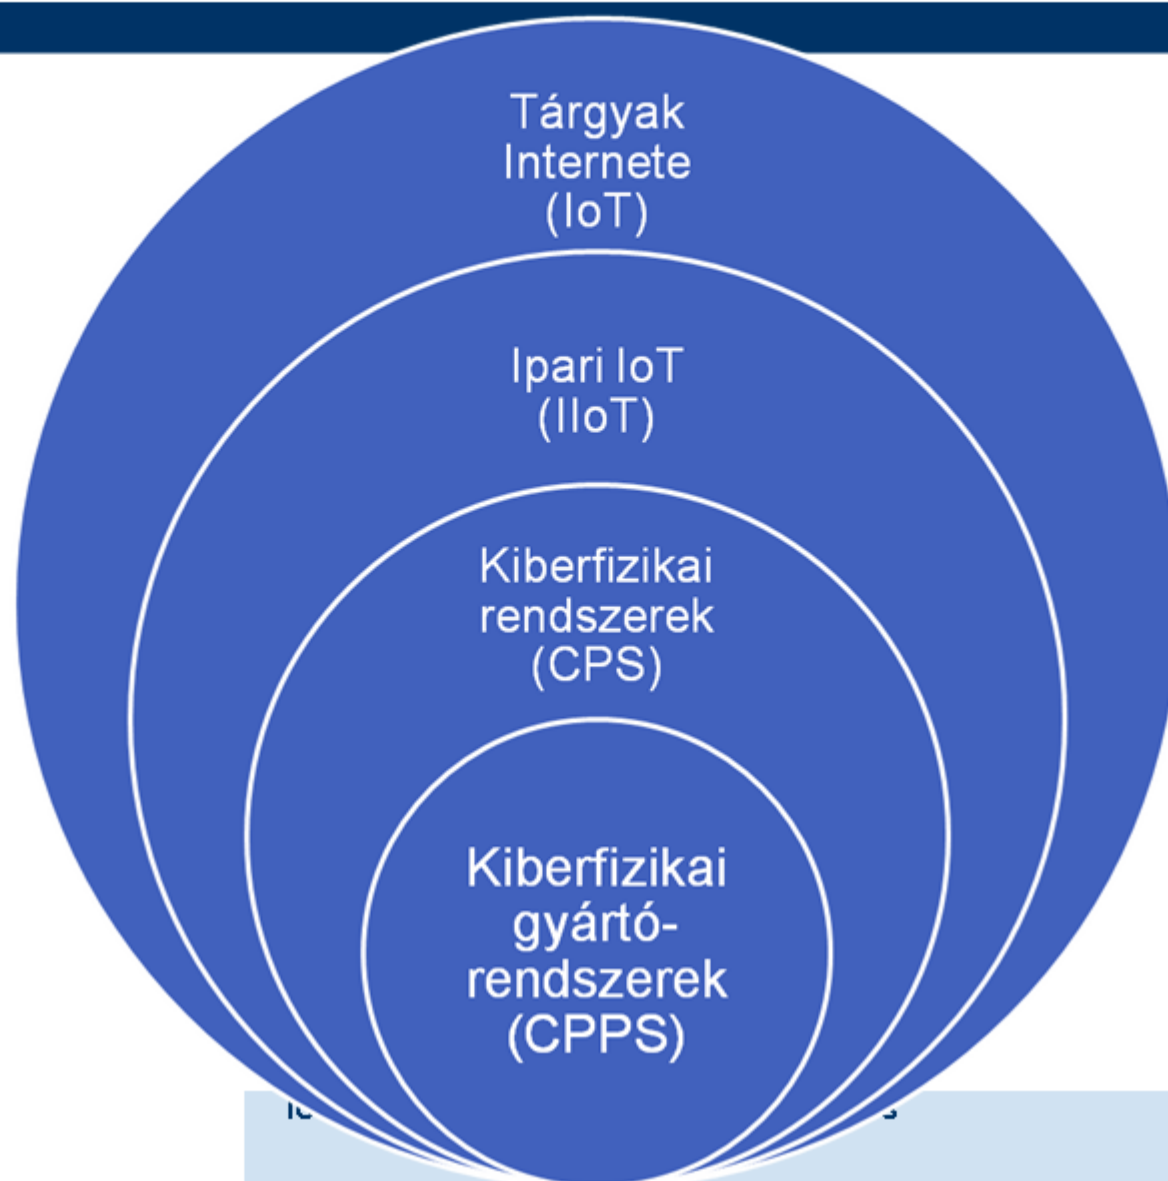 Tárgyak
Internete
(IoT)
Ipari IoT
(IIoT)
Kiberfizikai
rendszerek
(CPS)
Kiberfizikai
gyártó-
rendszerek
(CPPS)